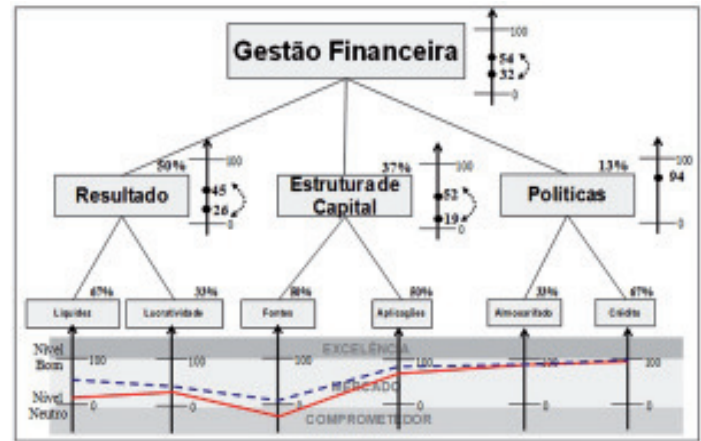 Gestão Financeira
100
54
32
0
50%
37%
13%
Resultado
100
45
26
0
Estrutura de
Capital
100
52
19
0
Políticas
100
94
0
67%
33%
50%
50%
33%
67%
Liquidez
Lucratividade
Fontes
Aplicações
Almoxarifado
Crédito
EXCELÊNCIA
Nível
Bom
100
100
100
100
100
100
MERCADO
Nível
Neutro
0
0
0
0
0
0
COMPROMETEDOR